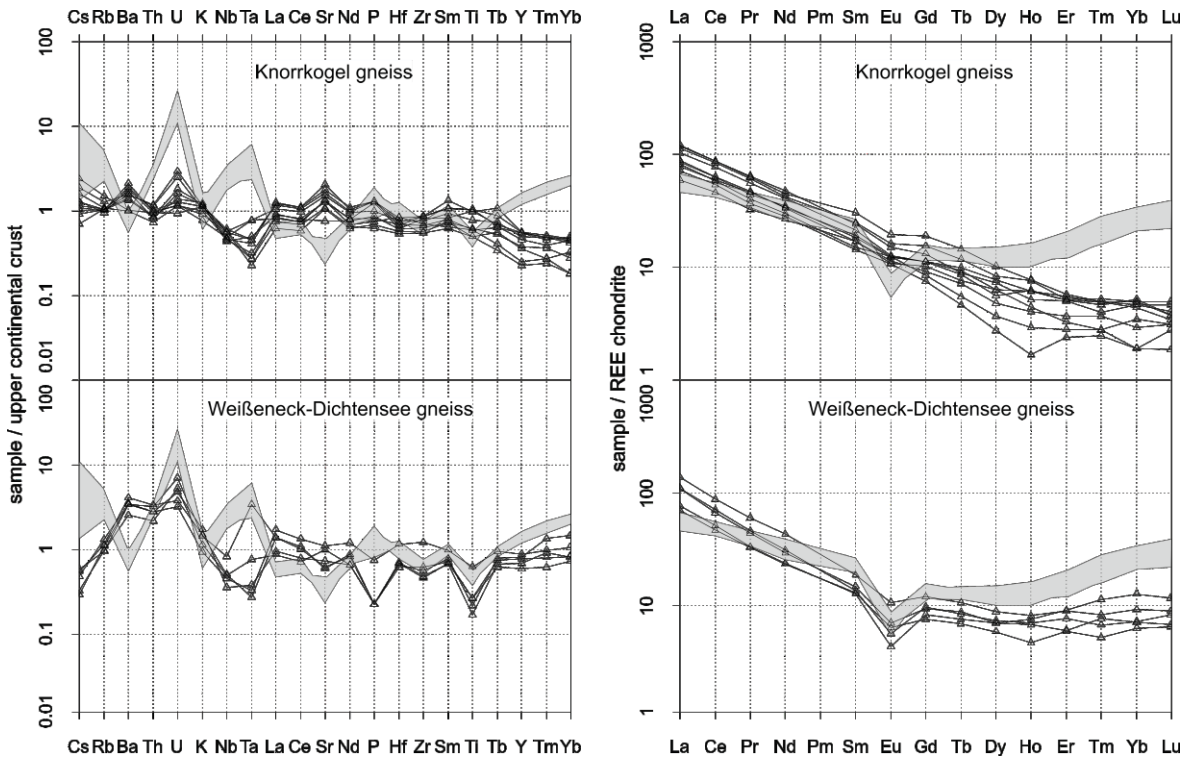 Cs Rb Ba Th U K Nb Ta La Ce Sr Nd P Hf Zr Sm Ti Tb Y Tm Yb
100
Knorrkogel gneiss
10
1
0.1
0.01
100
Weißeneck-Dichtensee gneiss
10
1
0.1
0.01
sample / upper continental crust
Cs Rb Ba Th U K Nb Ta La Ce Sr Nd P Hf Zr Sm Ti Tb Y Tm Yb
La Ce Pr Nd Pm Sm Eu Gd Tb Dy Ho Er Tm Yb Lu
1000
Knorrkogel gneiss
100
10
1
1000
Weißeneck-Dichtensee gneiss
100
10
1
sample / REE chondrite
La Ce Pr Nd Pm Sm Eu Gd Tb Dy Ho Er Tm Yb Lu